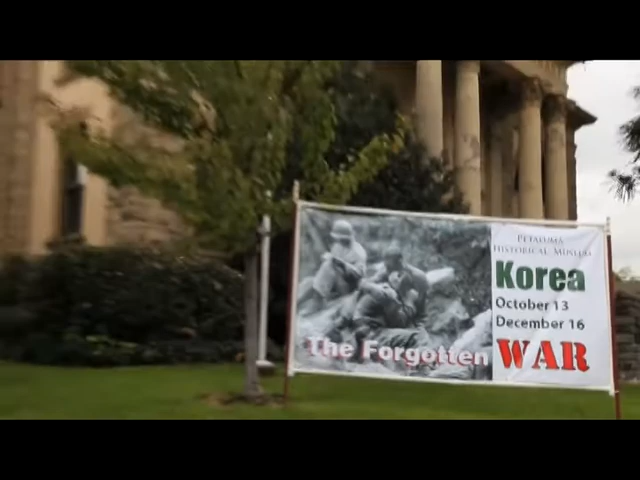 PETALUMA
HISTORICAL MUSEUM
Korea
October 13
December 16
The Forgotten
WAR